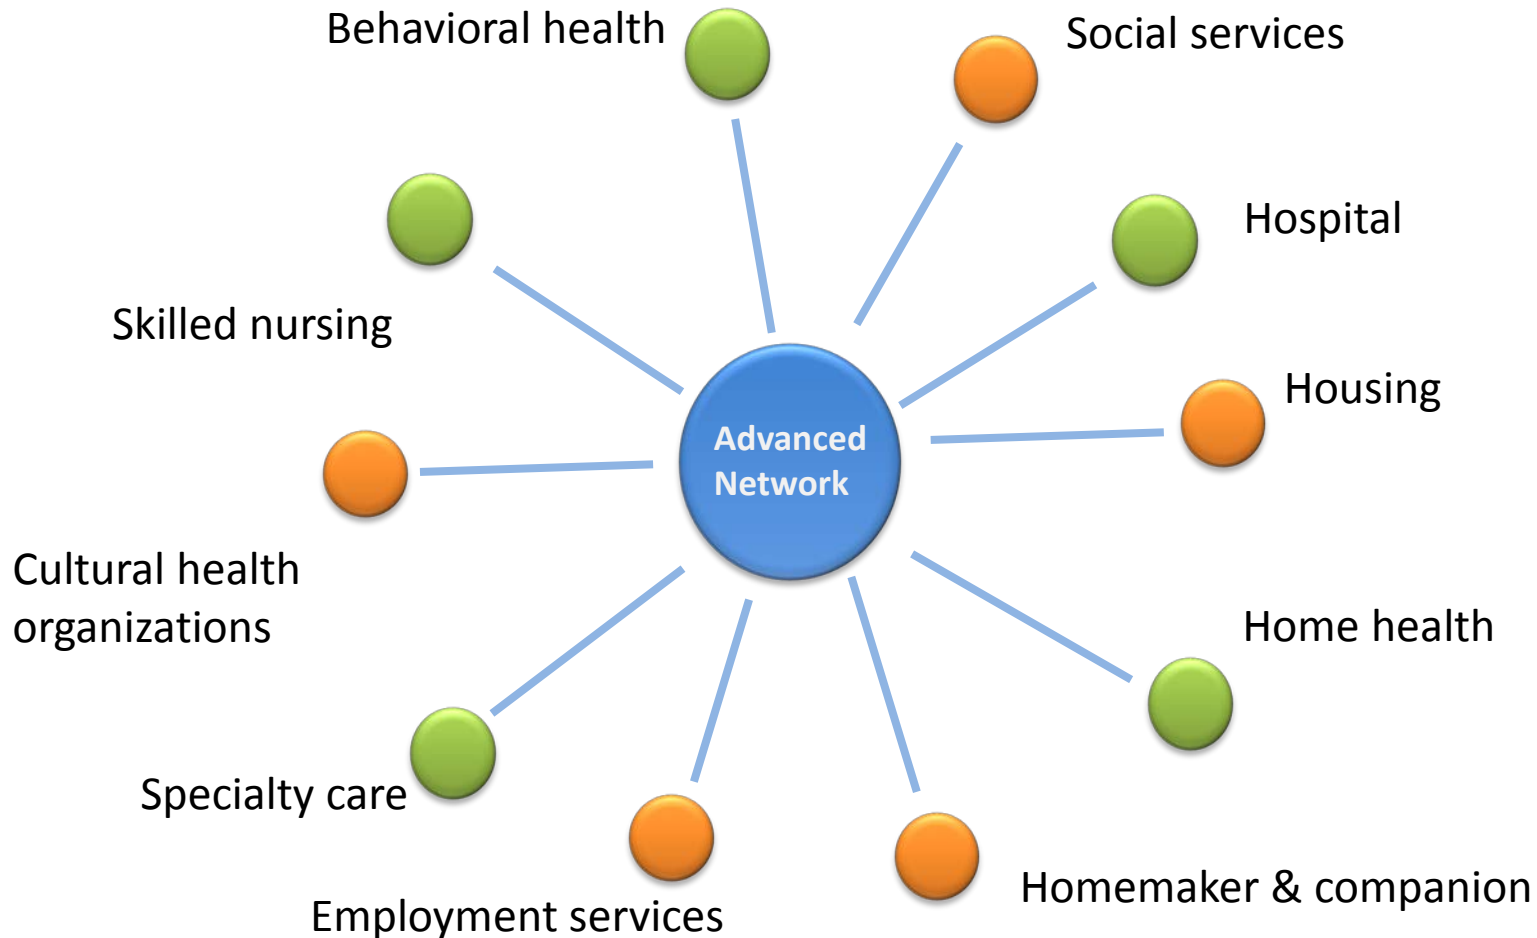 Behavioral health
Social services
Hospital
Skilled nursing
Housing
Advanced
Network
Cultural health
organizations
Home health
Specialty care
Homemaker & companion
Employment services